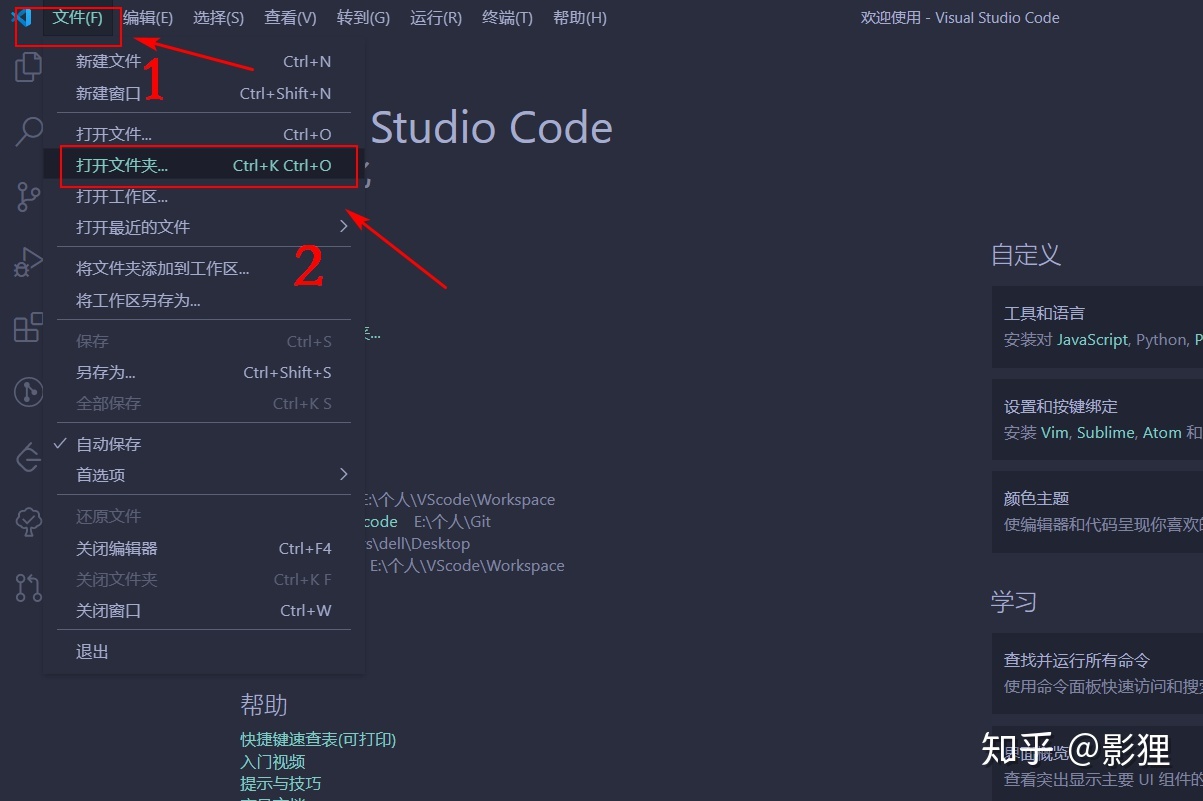 文件(F) 编辑(E) 选择(S) 查看(V) 转到(G) 运行(R) 终端(T) 帮助(H) 欢迎使用 - Visual Studio Code
新建文件 Ctrl+N
1
新建窗口 Ctrl+Shift+N
Studio Code
打开文件... Ctrl+O
打开文件夹... Ctrl+K Ctrl+O
打开工作区...
打开最近的文件
2
将文件夹添加到工作区...
将工作区另存为...
保存 Ctrl+S
另存为... Ctrl+Shift+S
全部保存 Ctrl+K S
自动保存
首选项
还原文件
关闭编辑器 Ctrl+F4
关闭文件夹 Ctrl+K F
关闭窗口 Ctrl+W
退出
E:\个人\VScode\Workspace
code E:\个人\Git
s\dell\Desktop
E:\个人\VScode\Workspace
帮助
快捷键速查表(可打印)
入门视频
提示与技巧
自定义
工具和语言
安装对 JavaScript, Python, P
设置和按键绑定
安装 Vim, Sublime, Atom 和
颜色主题
使编辑器和代码呈现你喜欢的
学习
查找并运行所有命令
使用命令面板快速访问和搜索
界面概览
查看突出显示主要 UI 组件的
知乎 @影狸